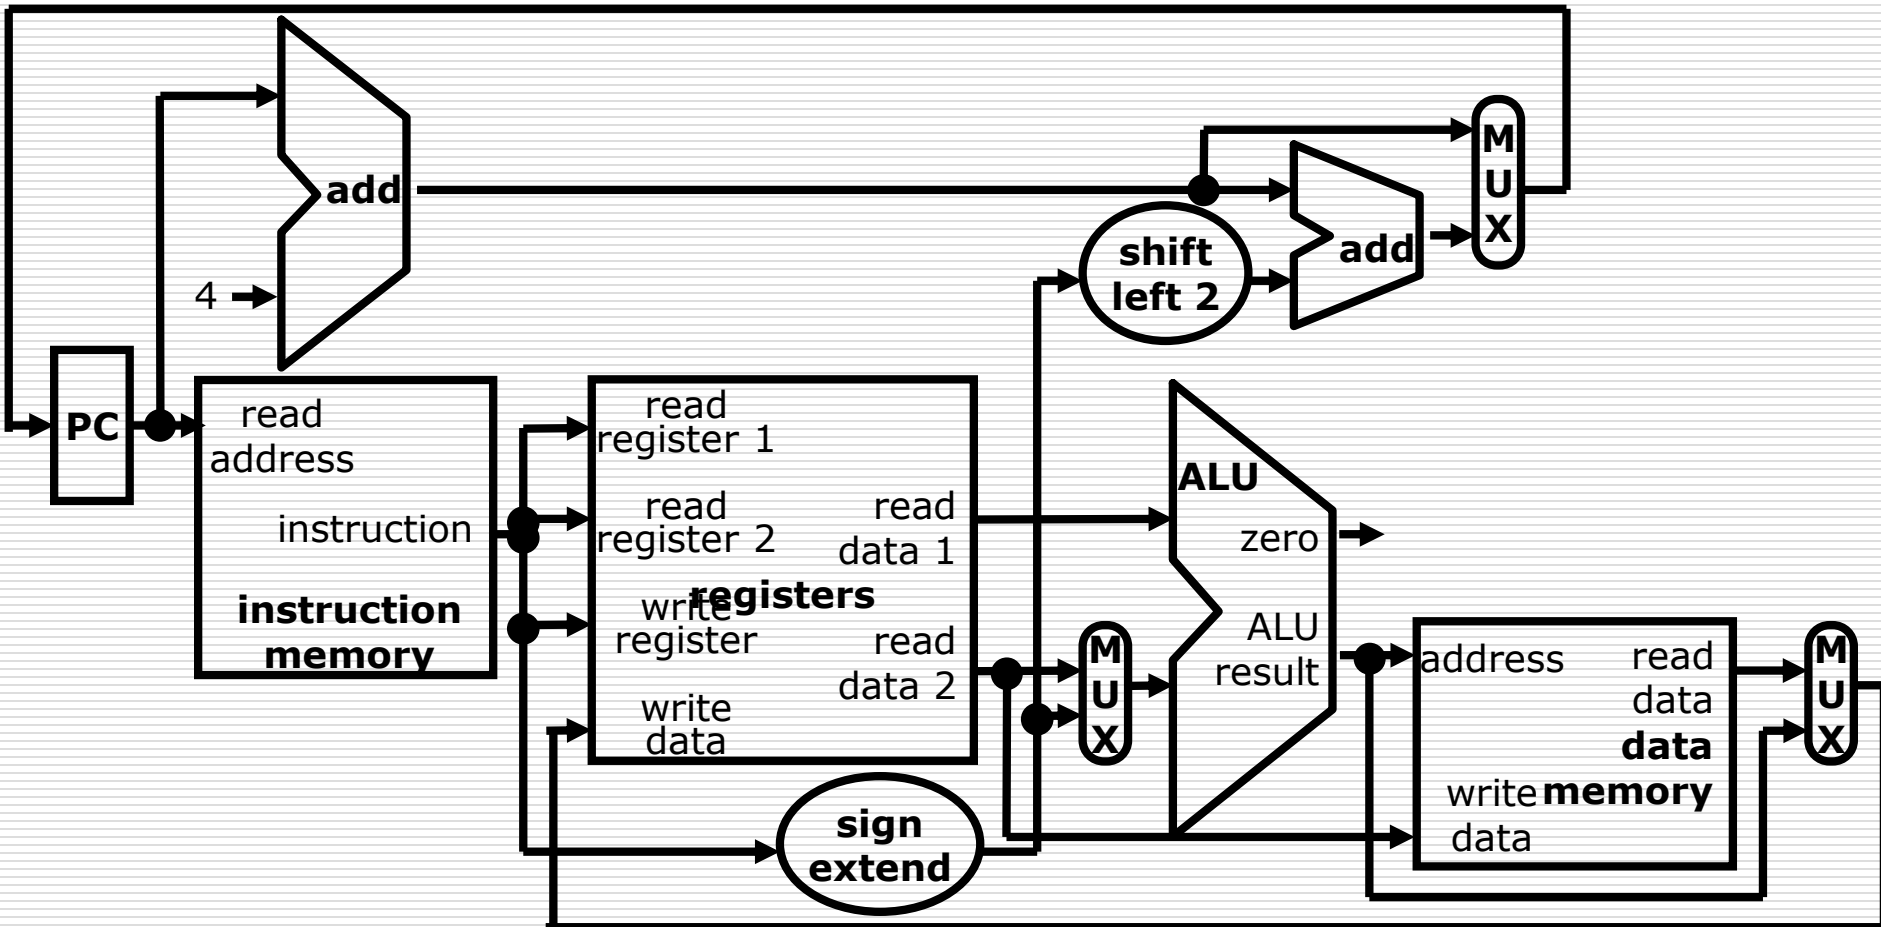 add
4
PC
read
address
instruction
instruction
memory
read
register 1
read
register 2
write
register
write
data
registers
read
data 1
read
data 2
sign
extend
shift
left 2
add
M
U
X
M
U
X
ALU
zero
ALU
result
address
read
data
data
memory
write
data
M
U
X